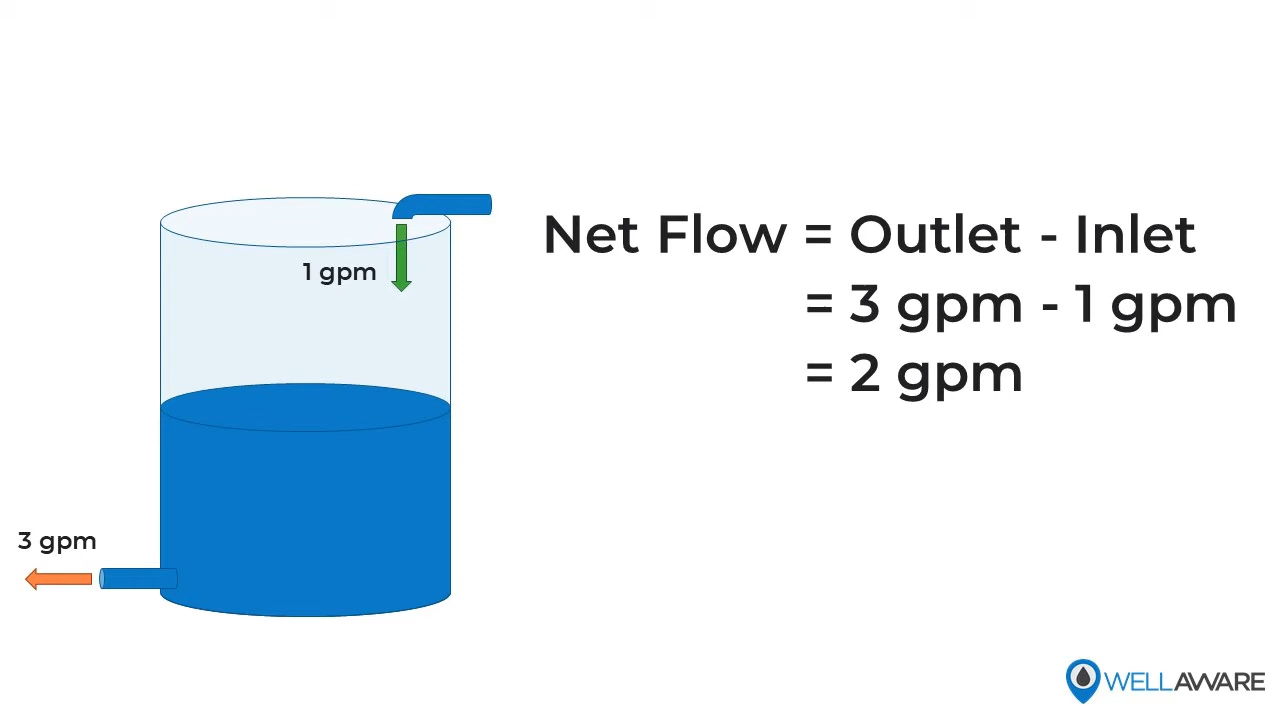 Net Flow = Outlet - Inlet
= 3 gpm - 1 gpm
= 2 gpm
1 gpm
3 gpm
WELLAWARE